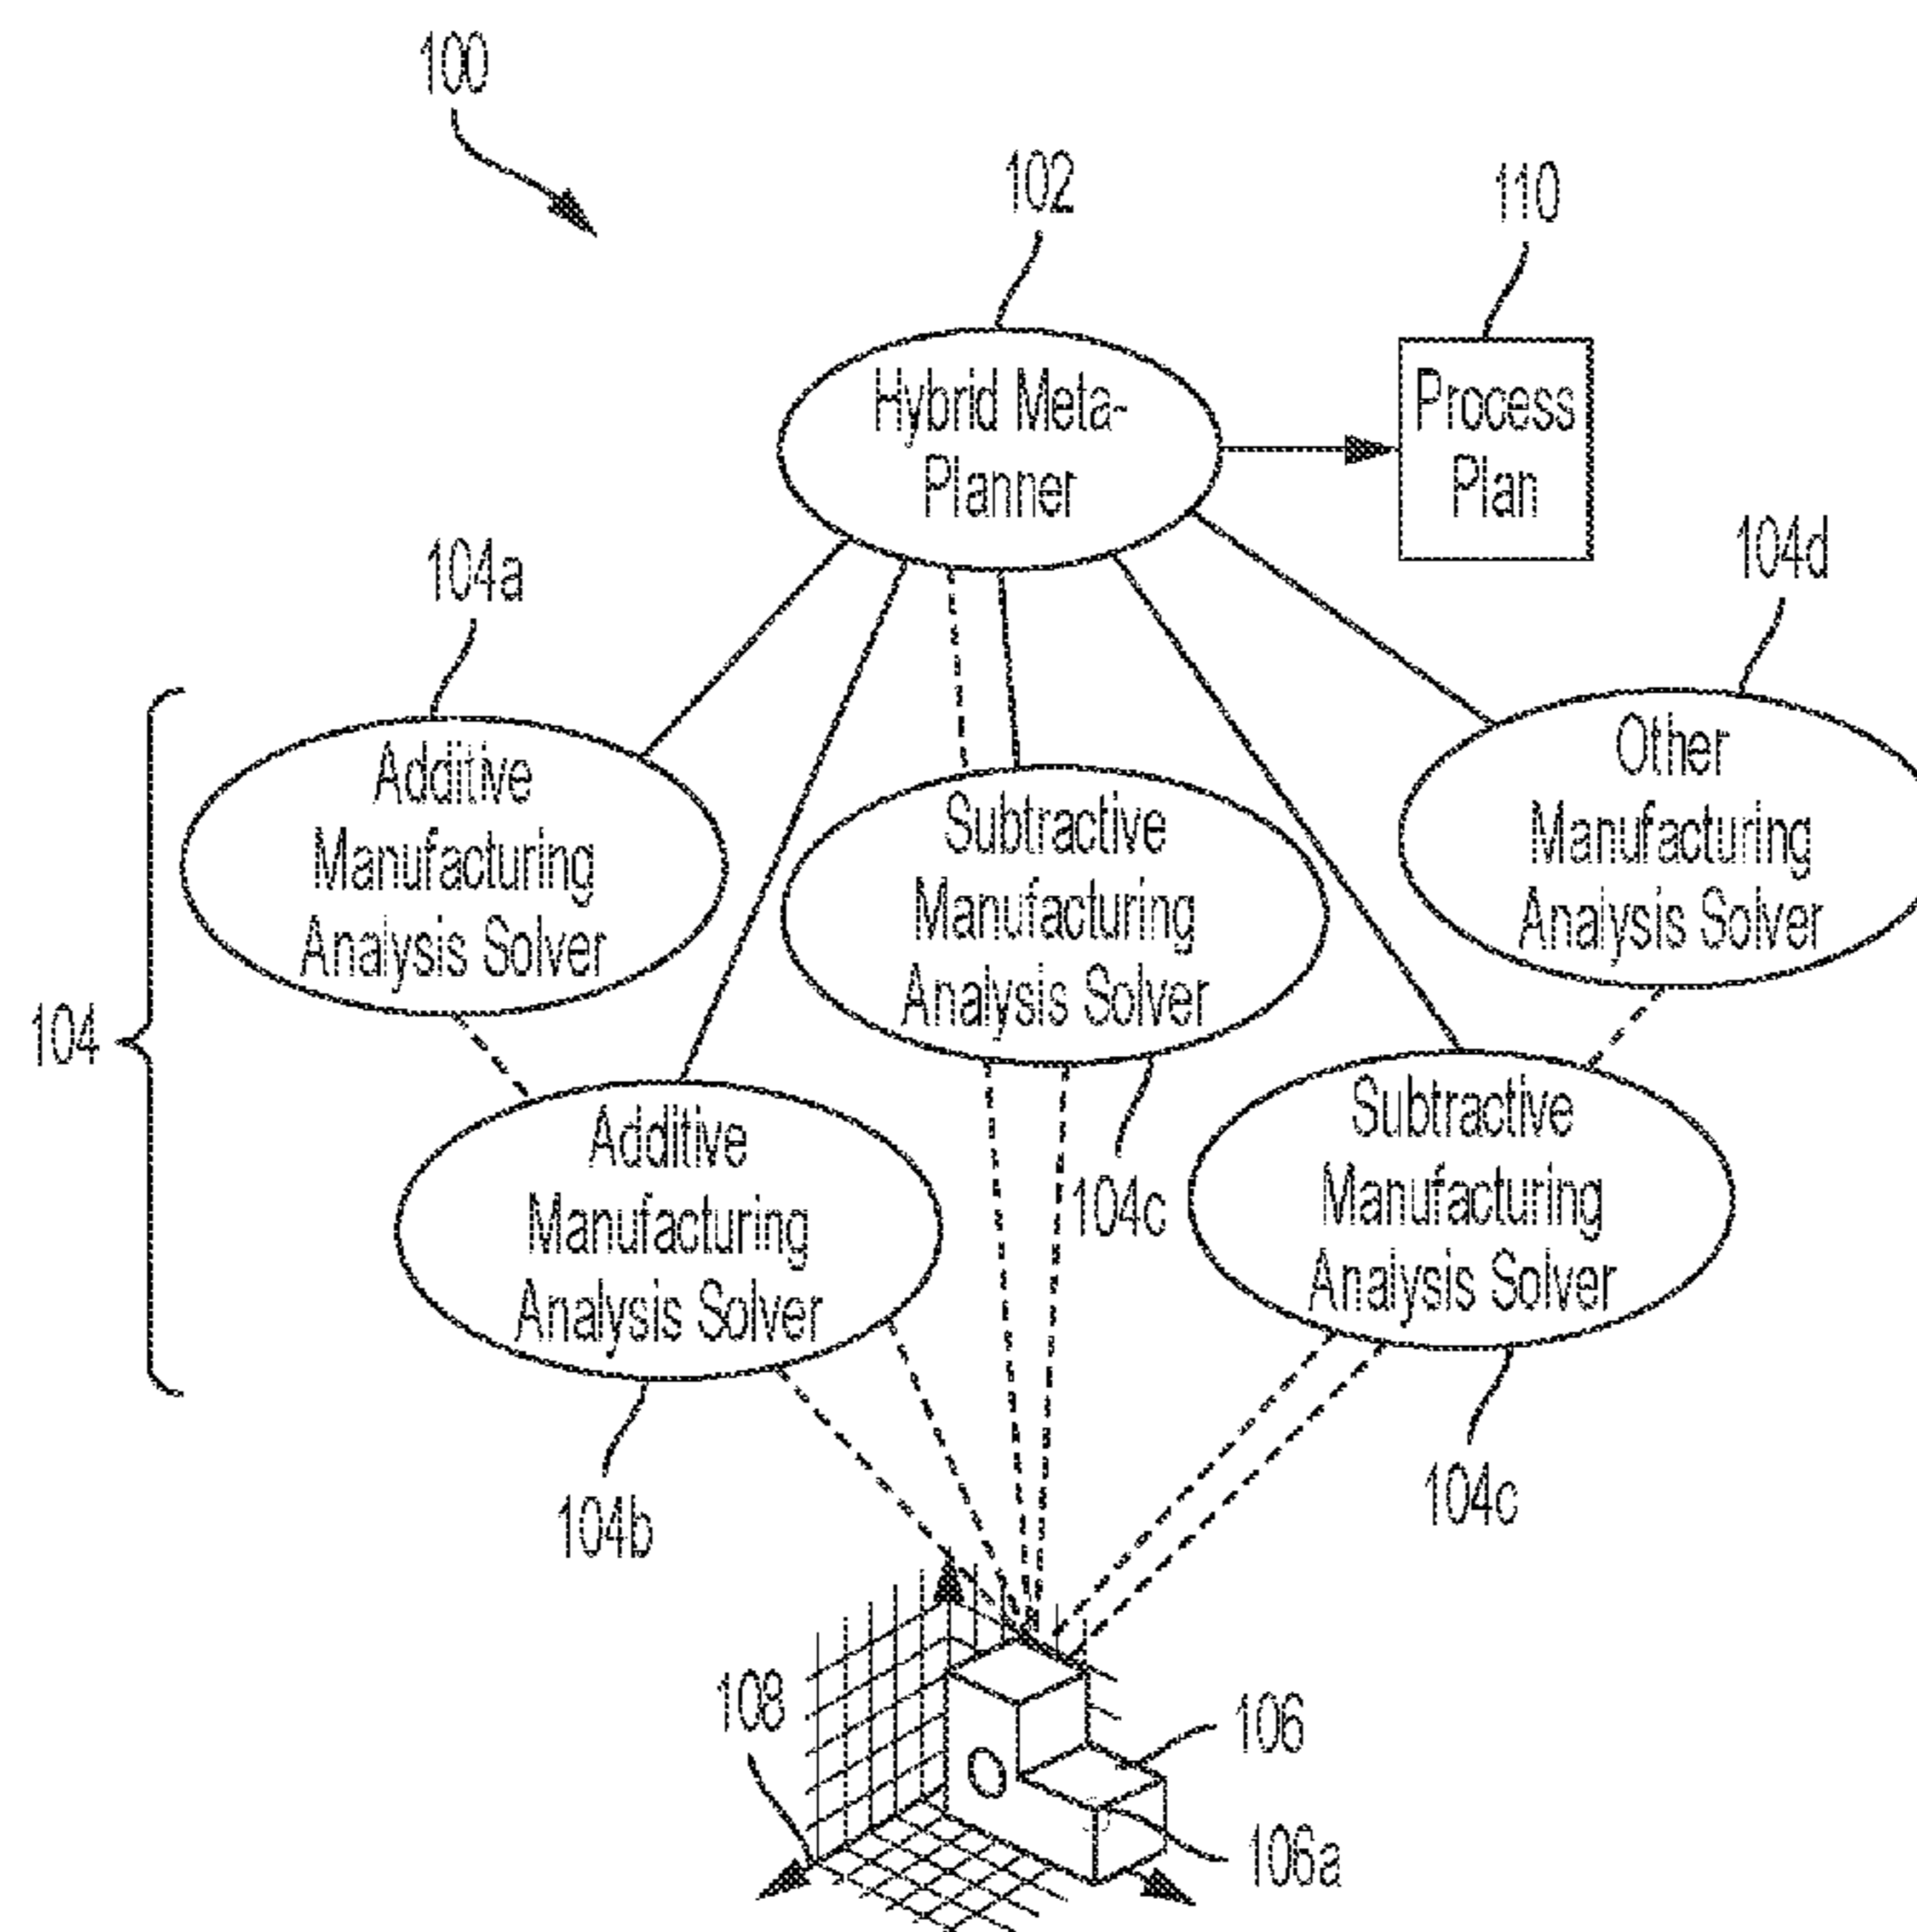 100
102
110
Hybrid Meta-
Planner
Process
Plan
104a
104d
Additive
Manufacturing
Analysis Solver
Subtractive
Manufacturing
Analysis Solver
Other
Manufacturing
Analysis Solver
104
Additive
Manufacturing
Analysis Solver
104c
Subtractive
Manufacturing
Analysis Solver
104b
104c
108
106
106a